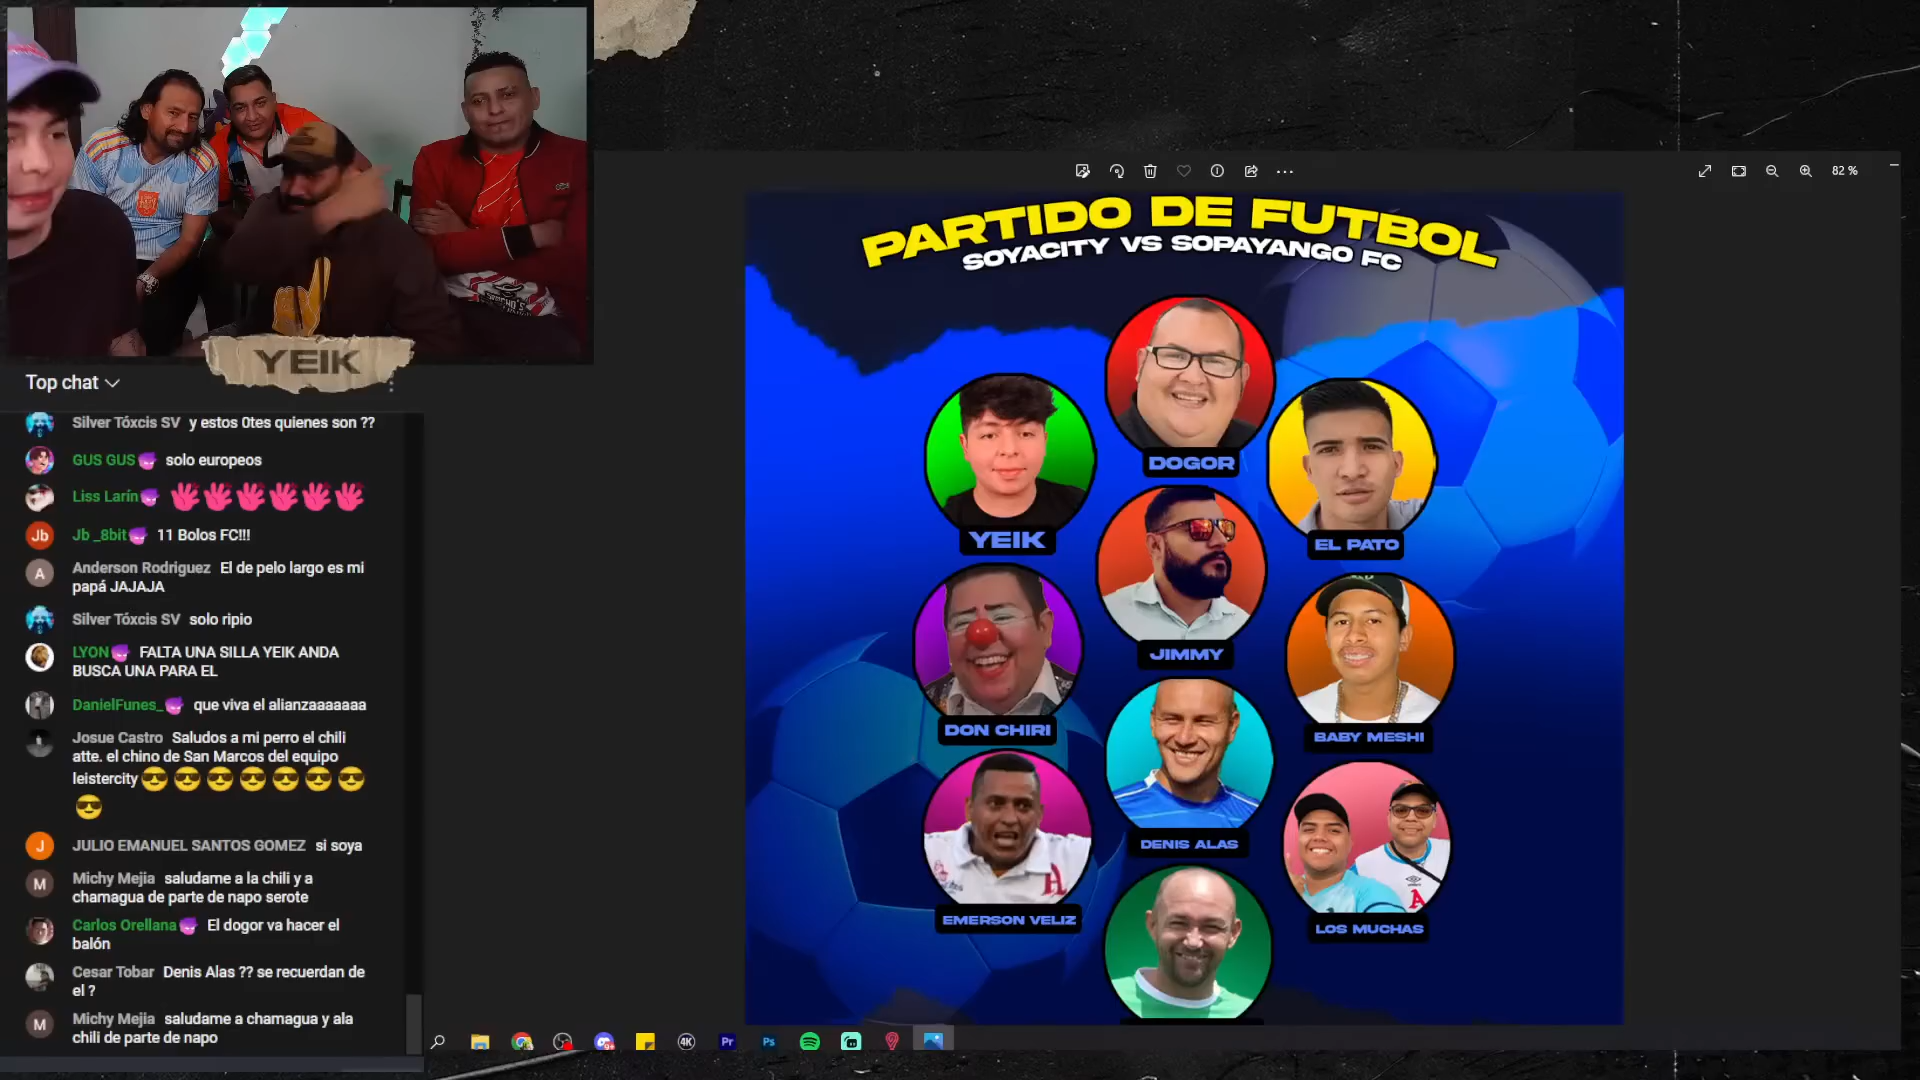 YEIK
Top chat
Silver Tóxcis SV y estos 0tes quienes son ??
GUS GUS solo europeos
Liss Larín
Jb
Jb _8bit 11 Bolos FC!!!
A
Anderson Rodriguez El de pelo largo es mi
papá JAJAJA
Silver Tóxcis SV solo ripio
LYON FALTA UNA SILLA YEIK ANDA
BUSCA UNA PARA EL
DanielFunes_ que viva el alianzaaaaaaa
Josue Castro Saludos a mi perro el chili
atte. el chino de San Marcos del equipo
leistercity
J
JULIO EMANUEL SANTOS GOMEZ si soya
M
Michy Mejia saludame a la chili y a
chamagua de parte de napo serote
Carlos Orellana El dogor va hacer el
balón
Cesar Tobar Denis Alas ?? se recuerdan de
el ?
M
Michy Mejia saludame a chamagua y ala
chili de parte de napo
82 %
PARTIDO DE FUTBOL
SOYACITY VS SOPAYANGO FC
DOGOR
YEIK
EL PATO
JIMMY
DON CHIRI
BABY MESHI
DENIS ALAS
A
EMERSON VELIZ
A
LOS MUCHAS
4K
Pr
Ps